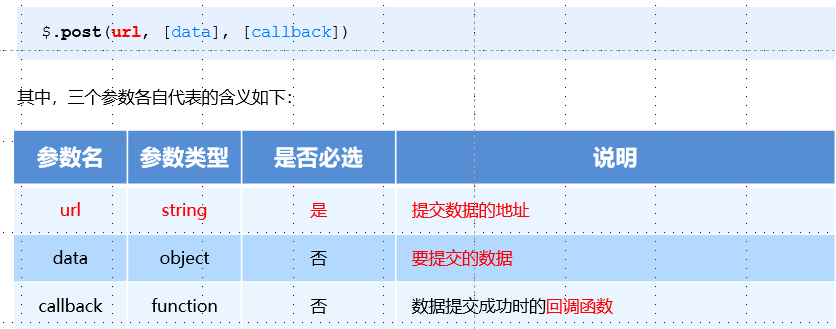 $.post(url, [data], [callback])
其中，三个参数各自代表的含义如下：
参数名 参数类型 是否必选 说明
url string 是 提交数据的地址
data object 否 要提交的数据
callback function 否 数据提交成功时的回调函数